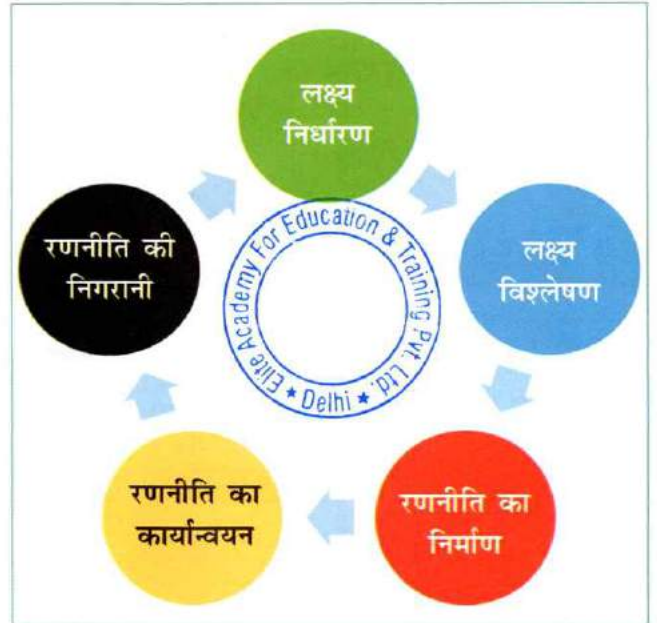 लक्ष्य
निर्धारण
लक्ष्य
विश्लेषण
रणनीति का
निर्माण
रणनीति का
कार्यान्वयन
रणनीति की
निगरानी
Elite Academy For Education & Training Pvt. Ltd.
★ Delhi ★